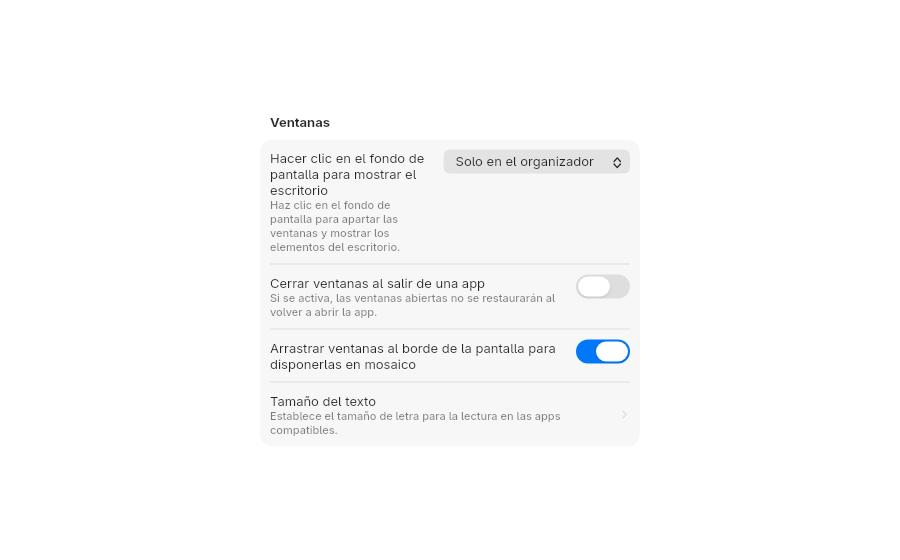 Ventanas
Hacer clic en el fondo de
pantalla para mostrar el
escritorio
Solo en el organizador
Haz clic en el fondo de
pantalla para apartar las
ventanas y mostrar los
elementos del escritorio.
Cerrar ventanas al salir de una app
Si se activa, las ventanas abiertas no se restaurarán al
volver a abrir la app.
Arrastrar ventanas al borde de la pantalla para
disponerlas en mosaico
Tamaño del texto
Establece el tamaño de letra para la lectura en las apps
compatibles.